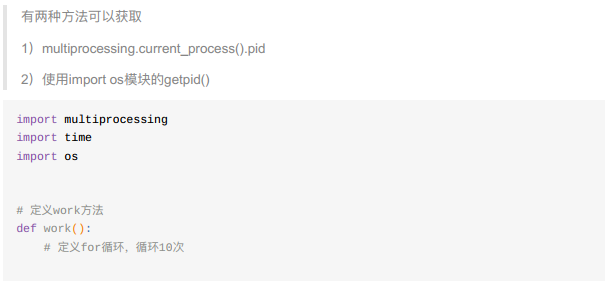 有两种方法可以获取
1）multiprocessing.current_process().pid
2）使用import os模块的getpid()
import multiprocessing
import time
import os
# 定义work方法
def work():
    # 定义for循环，循环10次